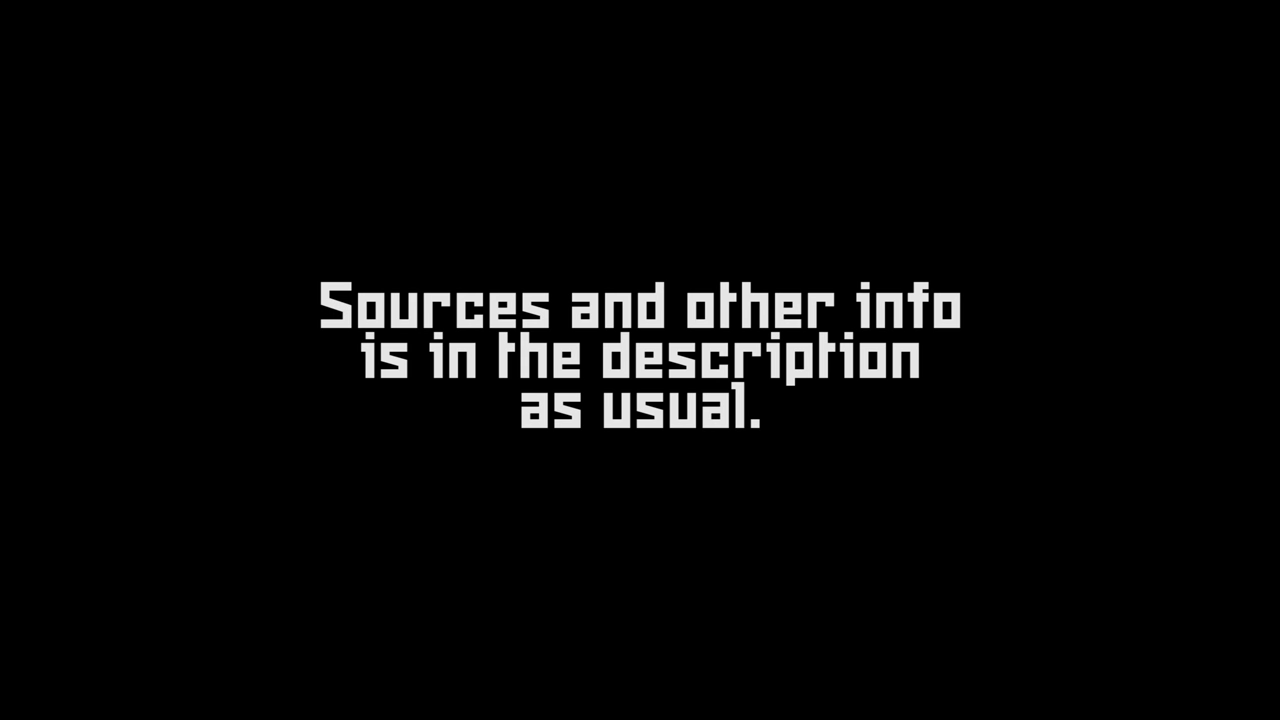 Sources and other info
is in the description
as usual.